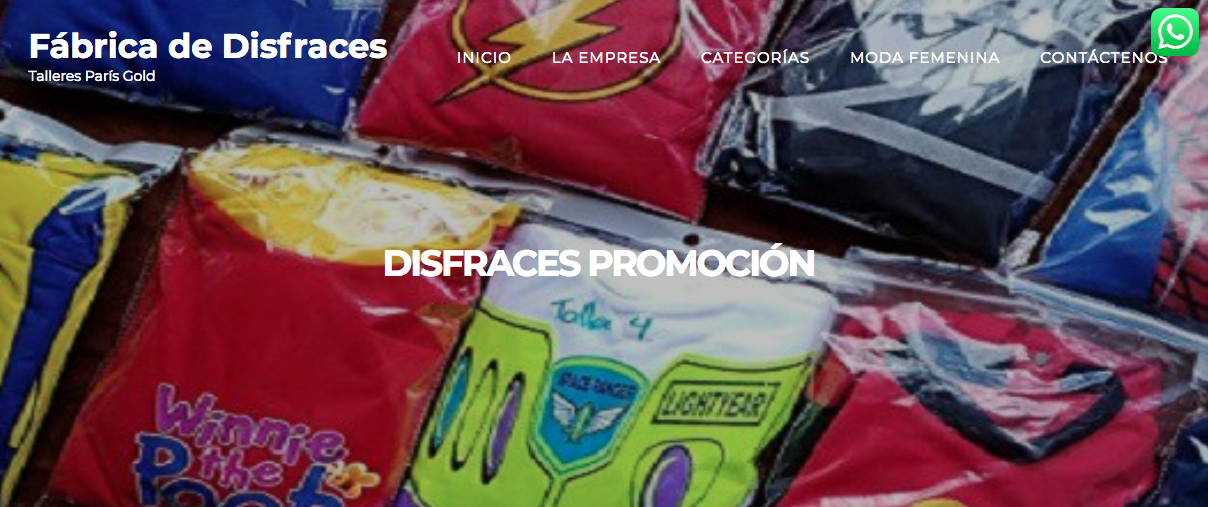 Fábrica de Disfraces
Talleres París Gold
INICIO
LA EMPRESA
CATEGORÍAS
MODA FEMENINA
CONTÁCTENOS
DISFRACES PROMOCIÓN
Talla 4
SPACE RANGER
LIGHTYEAR
Winnie
the
Pooh